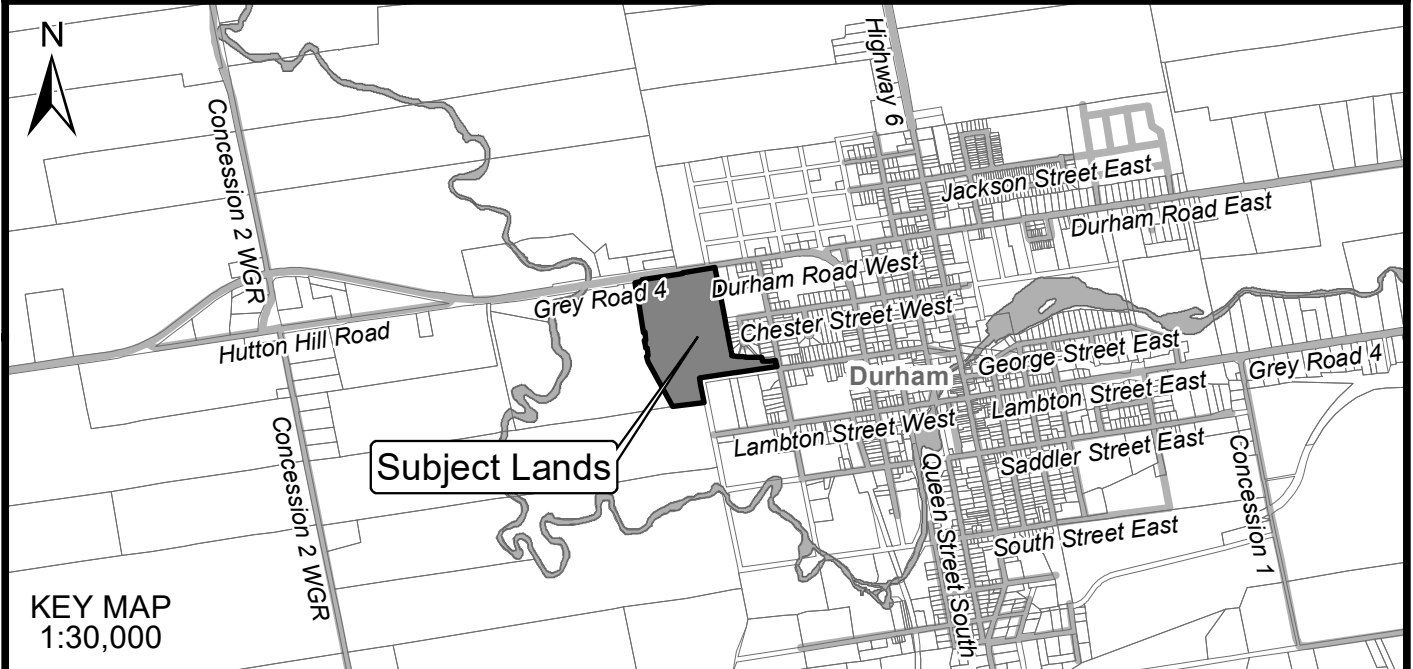 N
Highway 6
Concession 2 WGR
Jackson Street East
Durham Road East
Durham Road West
Grey Road 4
Chester Street West
Hutton Hill Road
George Street East
Durham
Grey Road 4
Lambton Street East
Lambton Street West
Subject Lands
Saddler Street East
Concession 2 WGR
Queen Street South
Concession 1
South Street East
KEY MAP
1:30,000